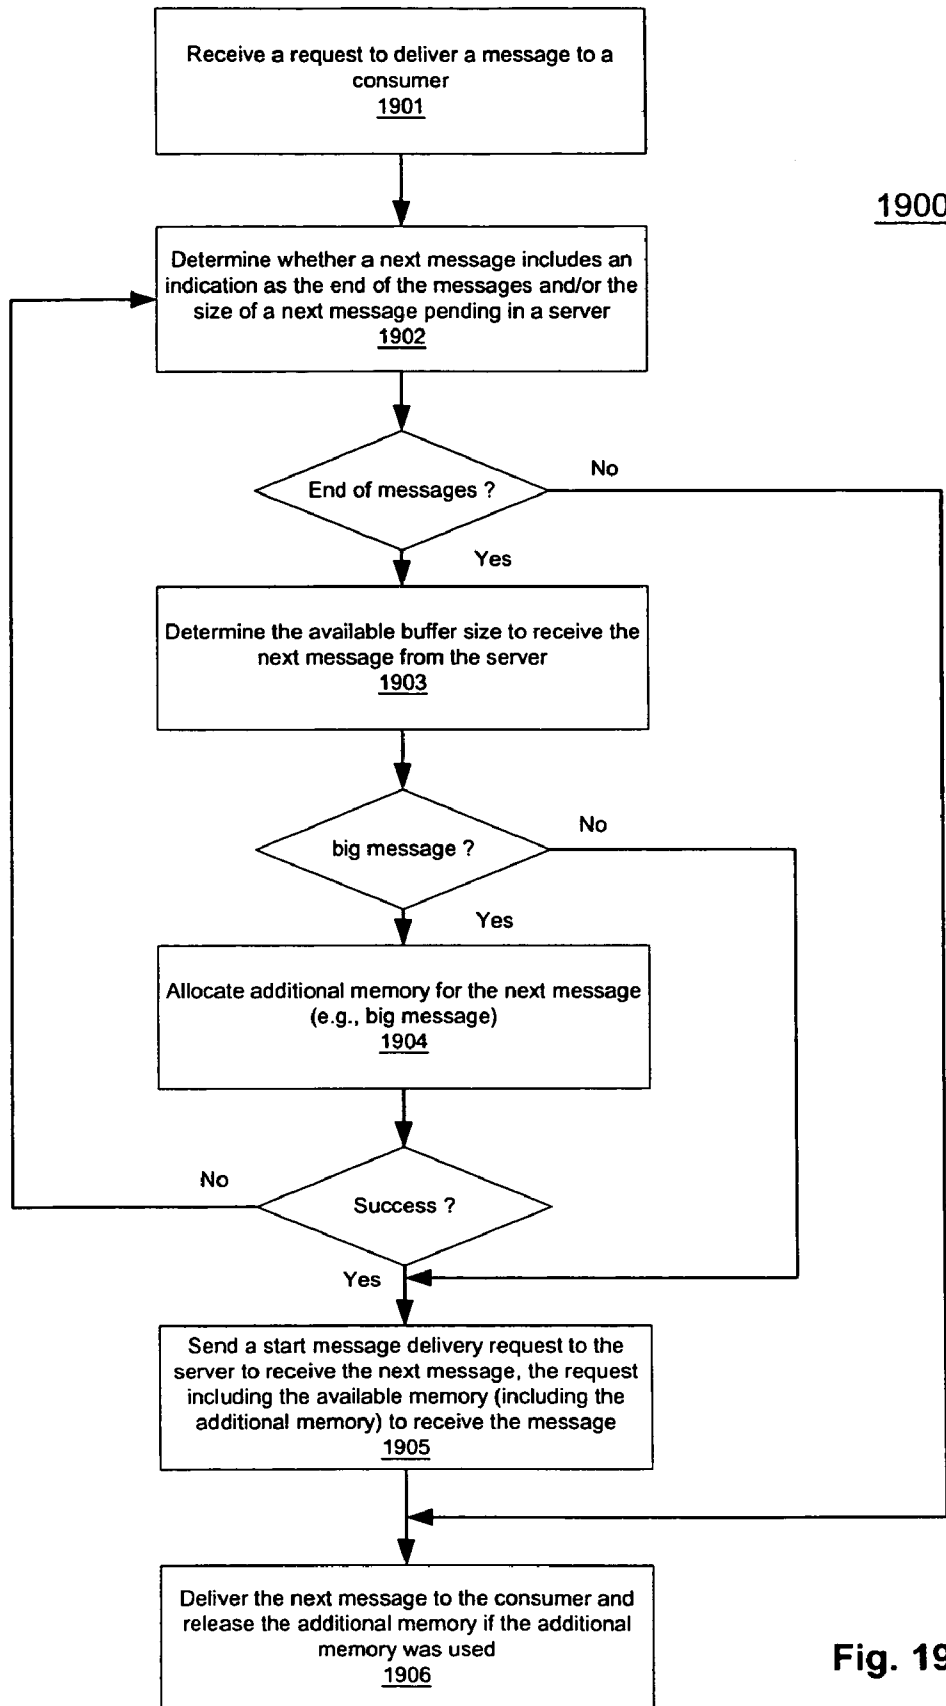 Receive a request to deliver a message to a
consumer
1901
1900
Determine whether a next message includes an
indication as the end of the messages and/or the
size of a next message pending in a server
1902
End of messages ?
No
Yes
Determine the available buffer size to receive the
next message from the server
1903
big message ?
No
Yes
Allocate additional memory for the next message
(e.g., big message)
1904
No
Success ?
Yes
Send a start message delivery request to the
server to receive the next message, the request
including the available memory (including the
additional memory) to receive the message
1905
Deliver the next message to the consumer and
release the additional memory if the additional
memory was used
1906
Fig. 19